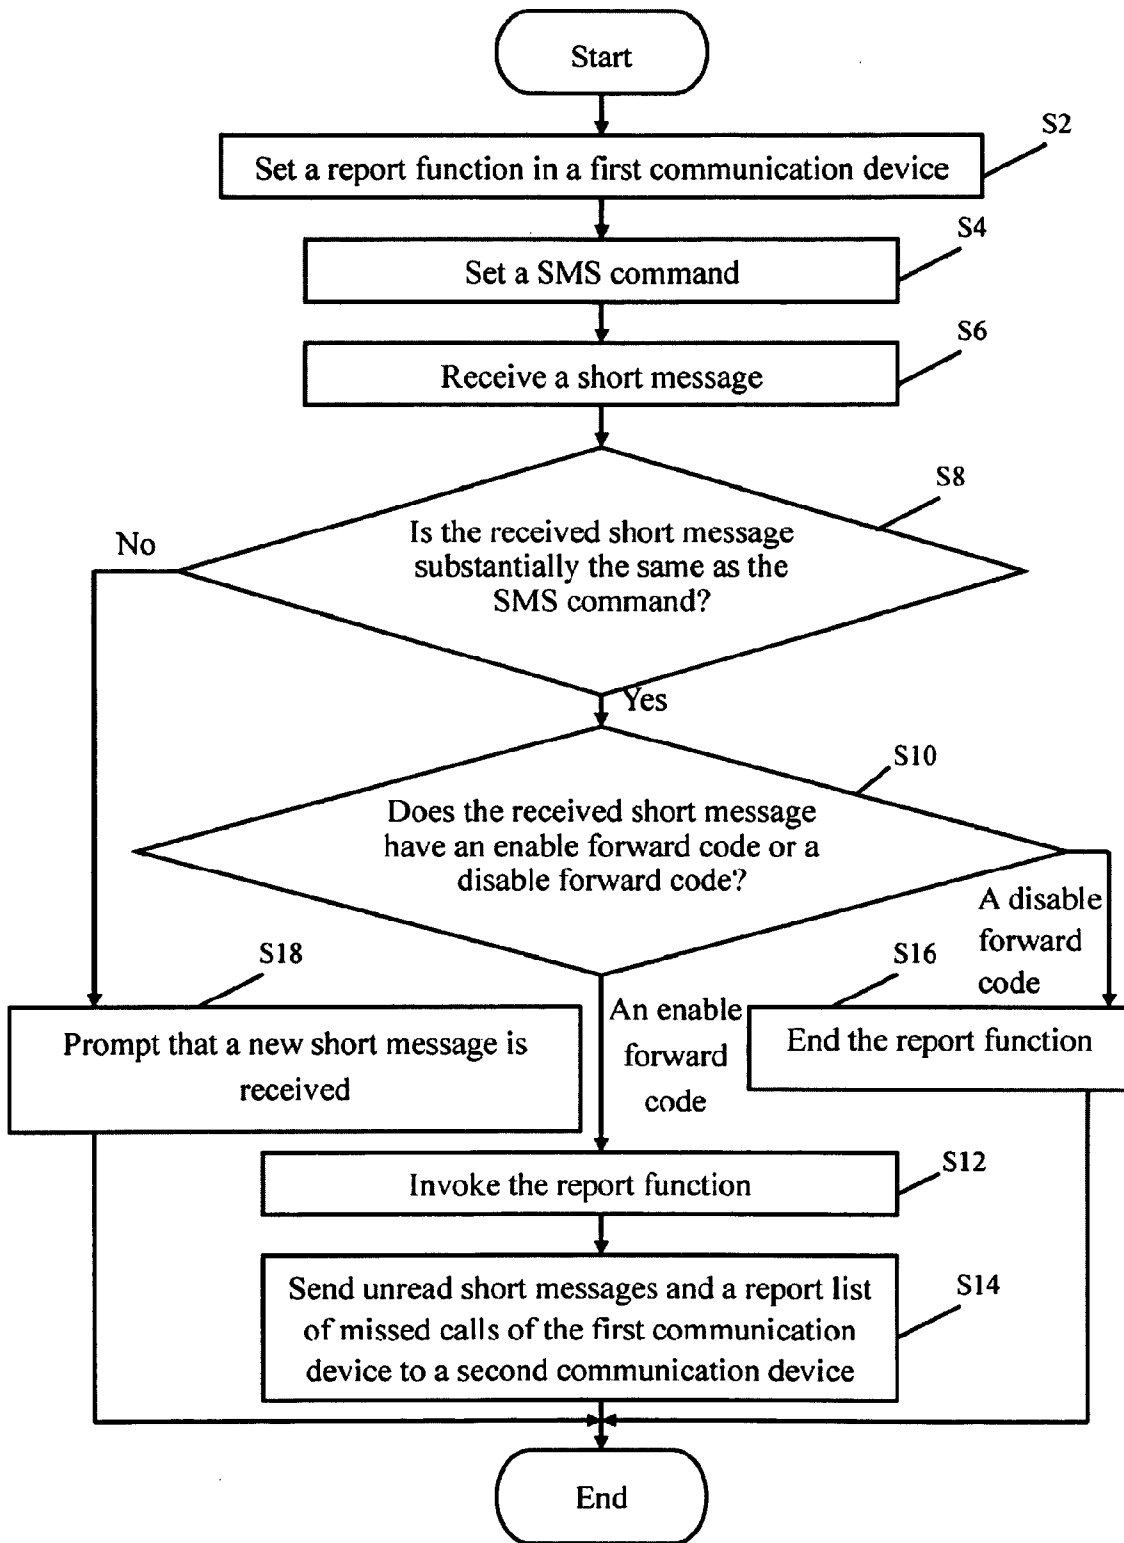 Start
S2
Set a report function in a first communication device
S4
Set a SMS command
S6
Receive a short message
S8
Is the received short message
substantially the same as the
SMS command?
No
Yes
S10
Does the received short message
have an enable forward code or a
disable forward code?
A disable
forward
code
S18
S16
Prompt that a new short message is
received
An enable
forward
code
End the report function
S12
Invoke the report function
S14
Send unread short messages and a report list
of missed calls of the first communication
device to a second communication device
End